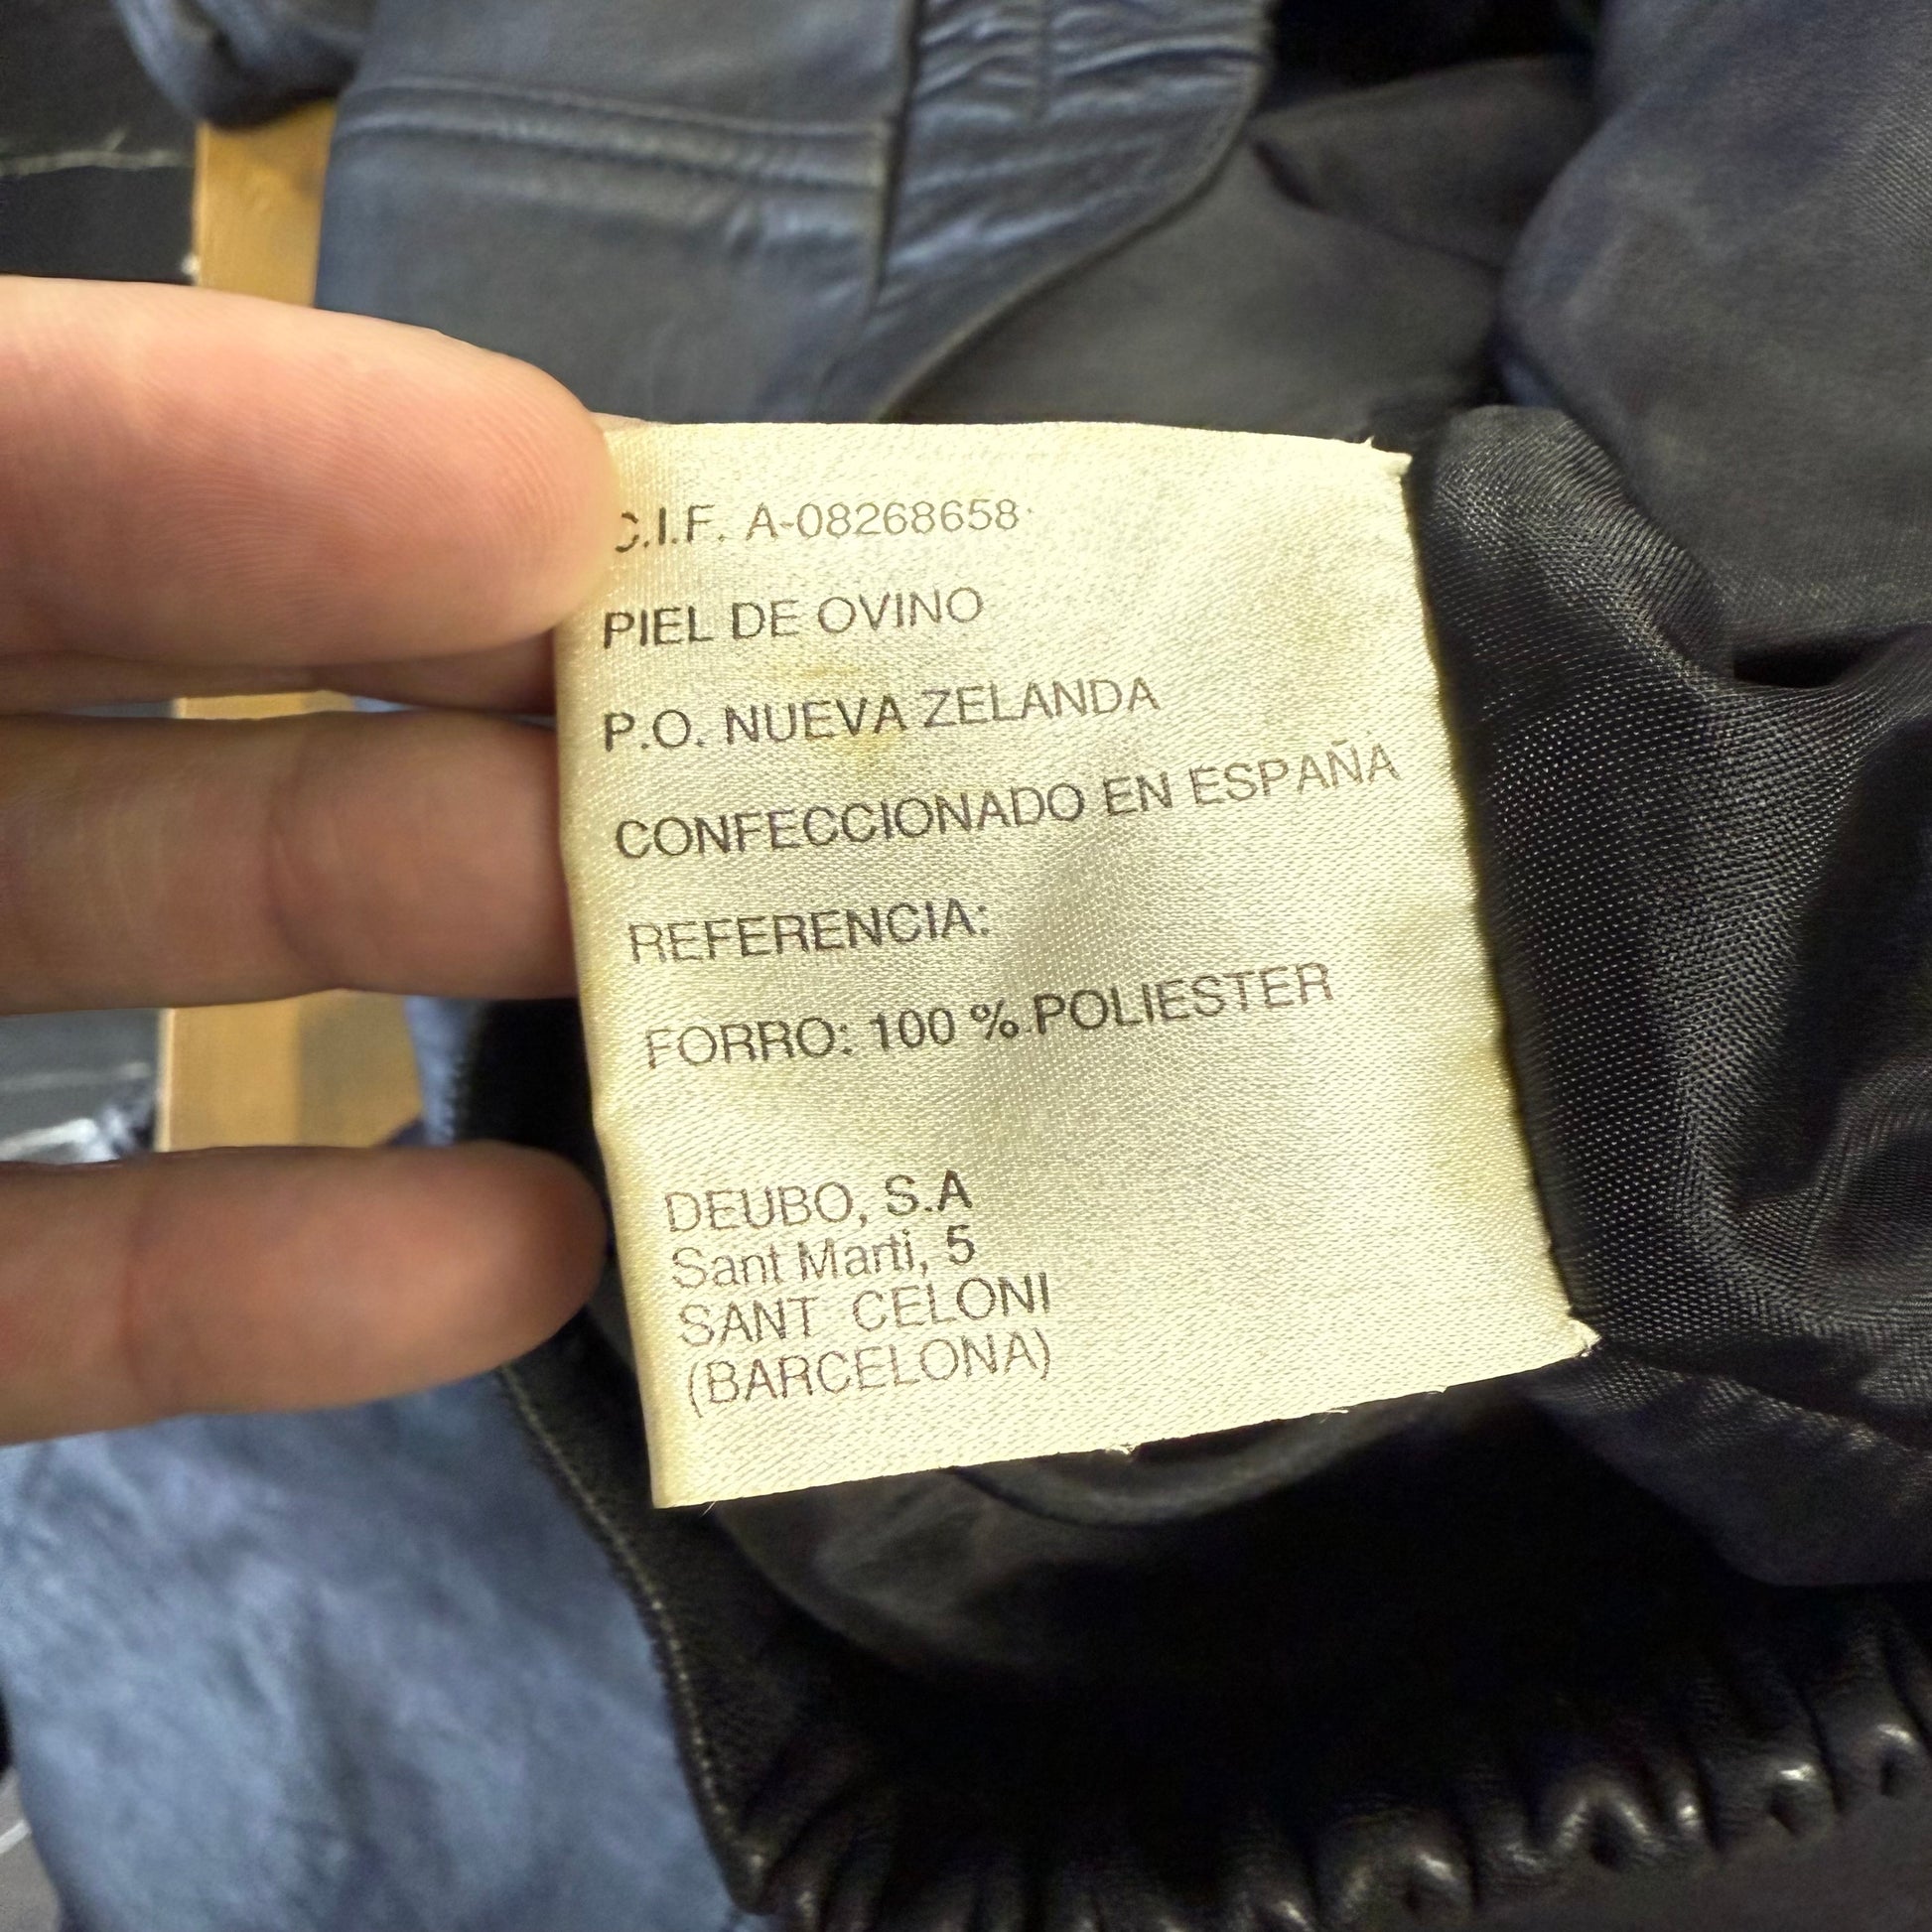 C.I.F. A-08268658
PIEL DE OVINO
P.O. NUEVA ZELANDA
CONFECCIONADO EN ESPAÑA
REFERENCIA:
FORRO: 100 % POLIESTER
DEUBO, S.A
Sant Marti, 5
SANT CELONI
(BARCELONA)